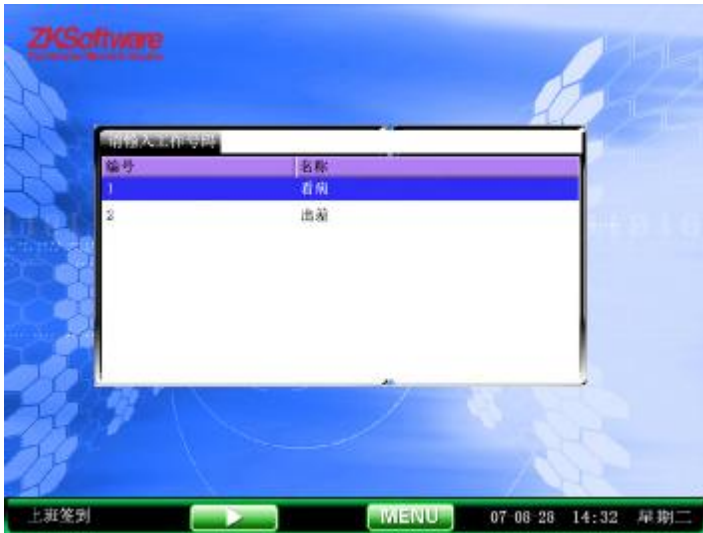 ZKSoftware
请输入工作号码
编号 名称
1 看病
2 出差
上班签到 MENU 07-08-28 14:32 星期二